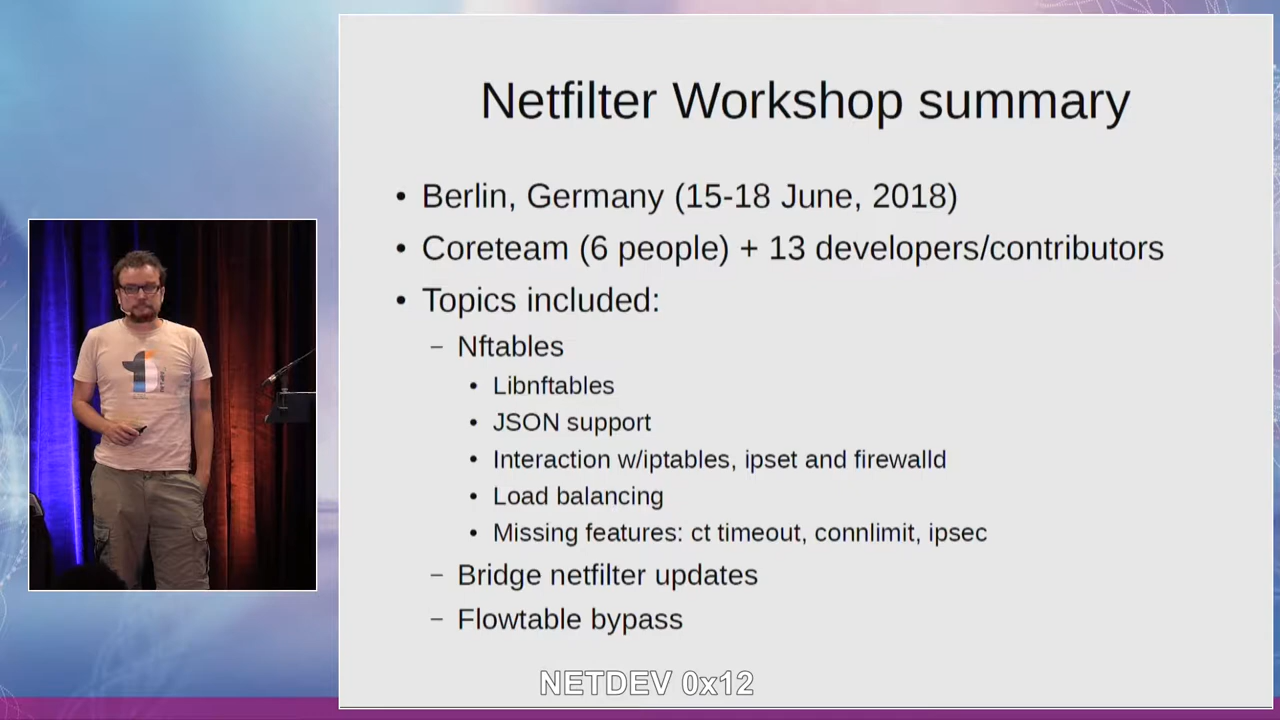 Netfilter Workshop summary
• Berlin, Germany (15-18 June, 2018)
• Coreteam (6 people) + 13 developers/contributors
• Topics included:
– Nftables
• Libnftables
• JSON support
• Interaction w/iptables, ipset and firewalld
• Load balancing
• Missing features: ct timeout, connlimit, ipsec
– Bridge netfilter updates
– Flowtable bypass
NETDEV 0x12